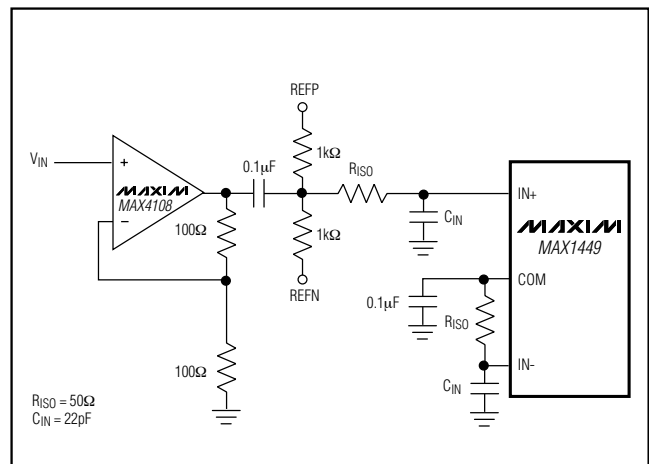 REFP
VIN
0.1µF
1kΩ
RISO
+
MAXIM
MAX4108
−
100Ω
1kΩ
REFN
CIN
IN+
MAXIM
MAX1449
COM
0.1µF
RISO
IN-
CIN
100Ω
RISO = 50Ω
CIN = 22pF